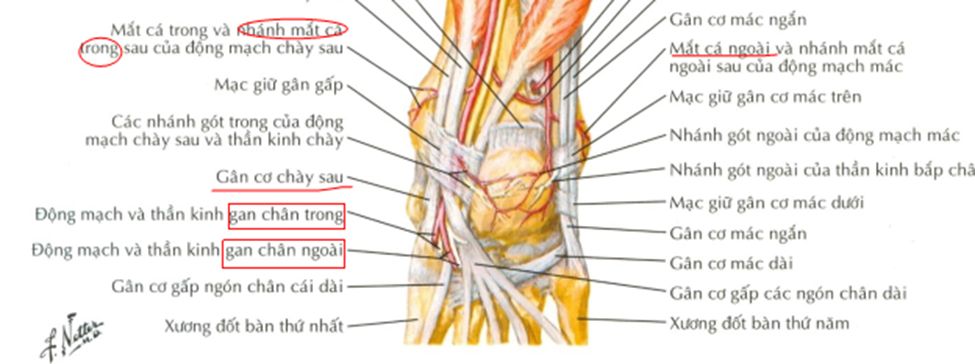 Mắt cá trong và nhánh mắt cá
trong sau của động mạch chày sau
Mạc giữ gân gấp
Các nhánh gót trong của động
mạch chày sau và thần kinh chày
Gân cơ chày sau
Động mạch và thần kinh gan chân trong
Động mạch và thần kinh gan chân ngoài
Gân cơ gấp ngón chân cái dài
Xương đốt bàn thứ nhất
Gân cơ mác ngắn
Mắt cá ngoài và nhánh mắt cá
ngoài sau của động mạch mác
Mạc giữ gân cơ mác trên
Nhánh gót ngoài của động mạch mác
Nhánh gót ngoài của thần kinh bắp
Mạc giữ gân cơ mác dưới
Gân cơ mác ngắn
Gân cơ mác dài
Gân cơ gấp các ngón chân dài
Xương đốt bàn thứ năm
F. Netter